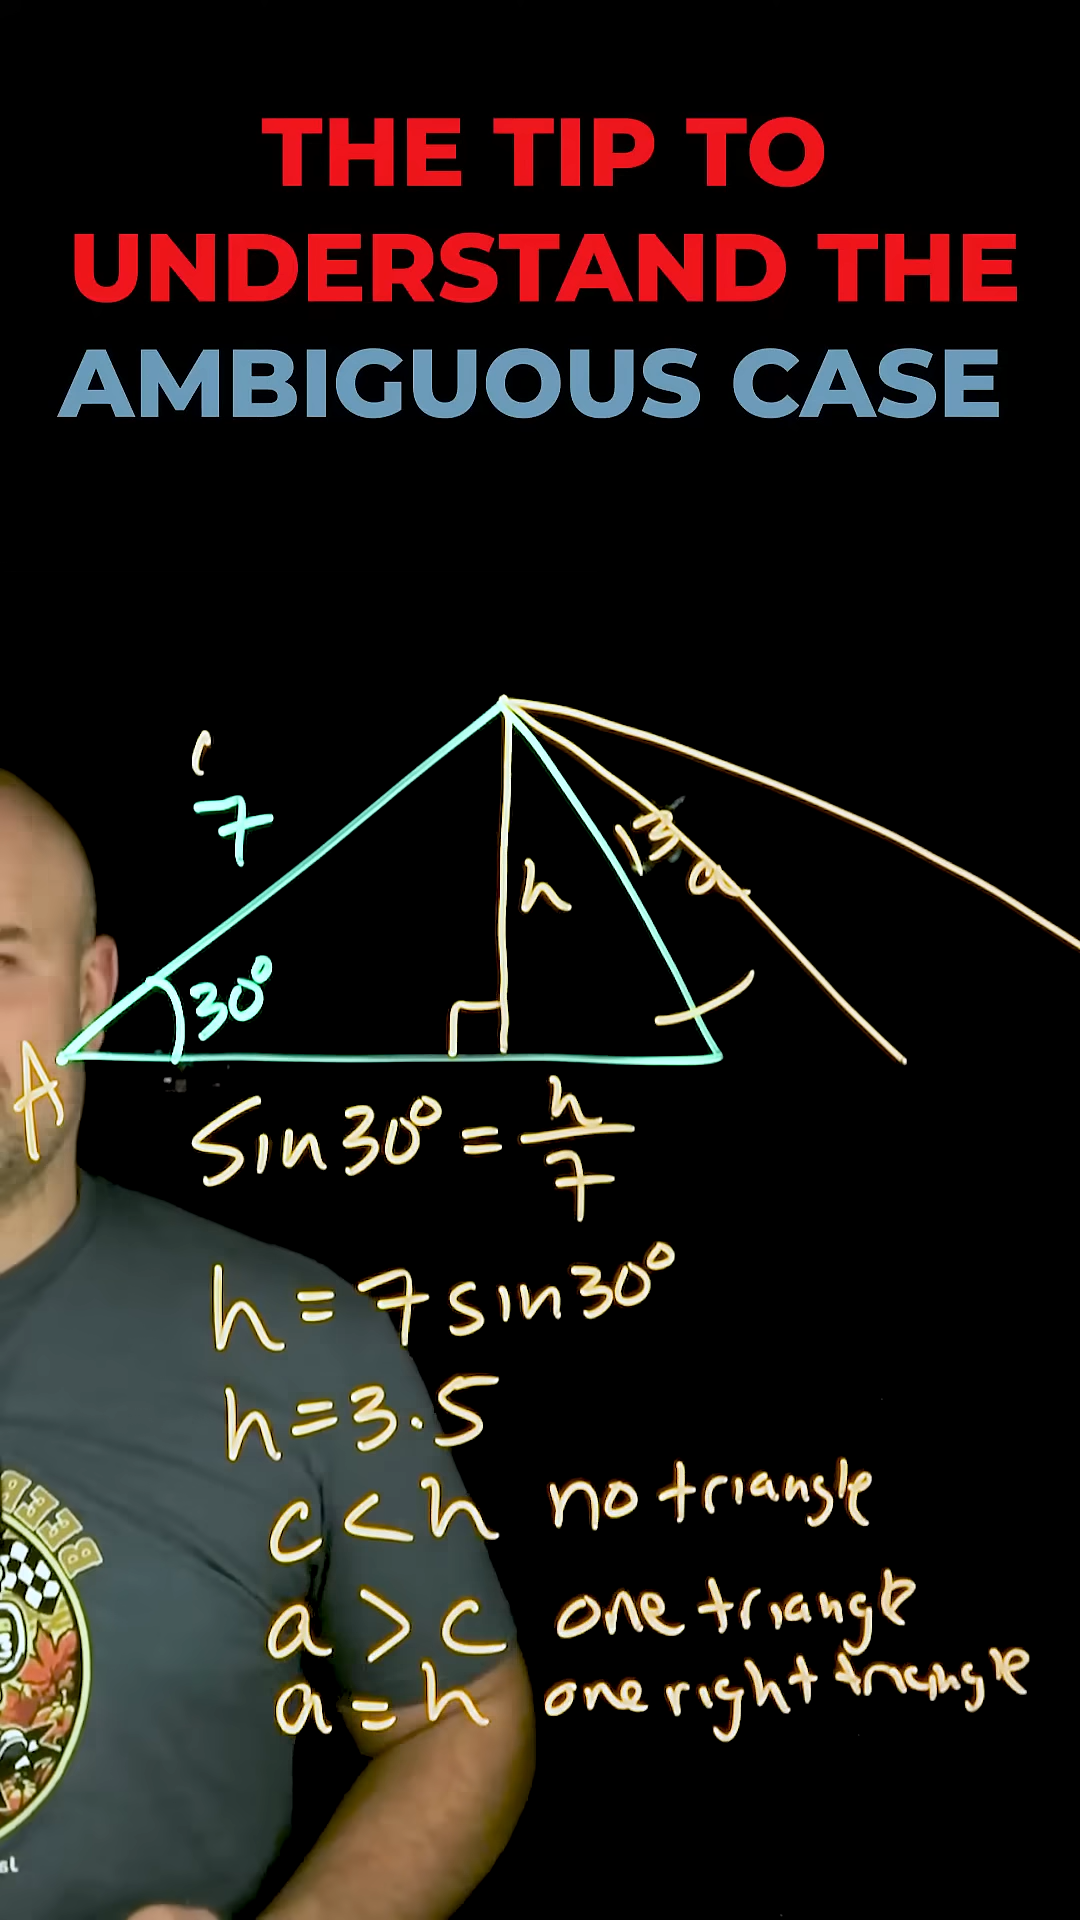 THE TIP TO
UNDERSTAND THE
AMBIGUOUS CASE
c
7
h
13
a
30°
A
sin 30° = h/7
h = 7 sin 30°
h = 3.5
c < h no triangle
a > c one triangle
a = h one right triangle